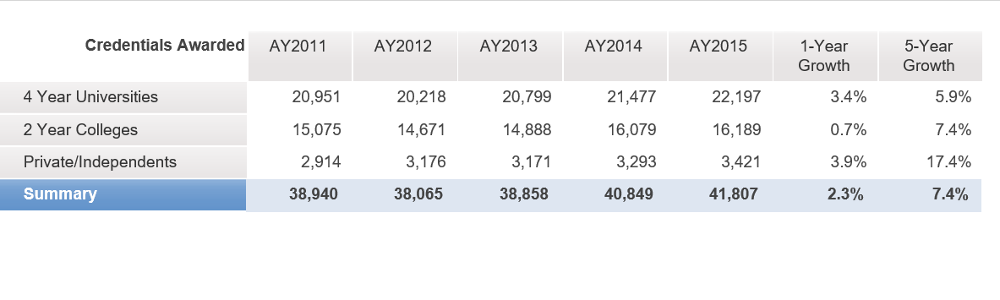 Credentials Awarded AY2011 AY2012 AY2013 AY2014 AY2015 1-Year Growth 5-Year Growth
4 Year Universities 20,951 20,218 20,799 21,477 22,197 3.4% 5.9%
2 Year Colleges 15,075 14,671 14,888 16,079 16,189 0.7% 7.4%
Private/Independents 2,914 3,176 3,171 3,293 3,421 3.9% 17.4%
Summary 38,940 38,065 38,858 40,849 41,807 2.3% 7.4%